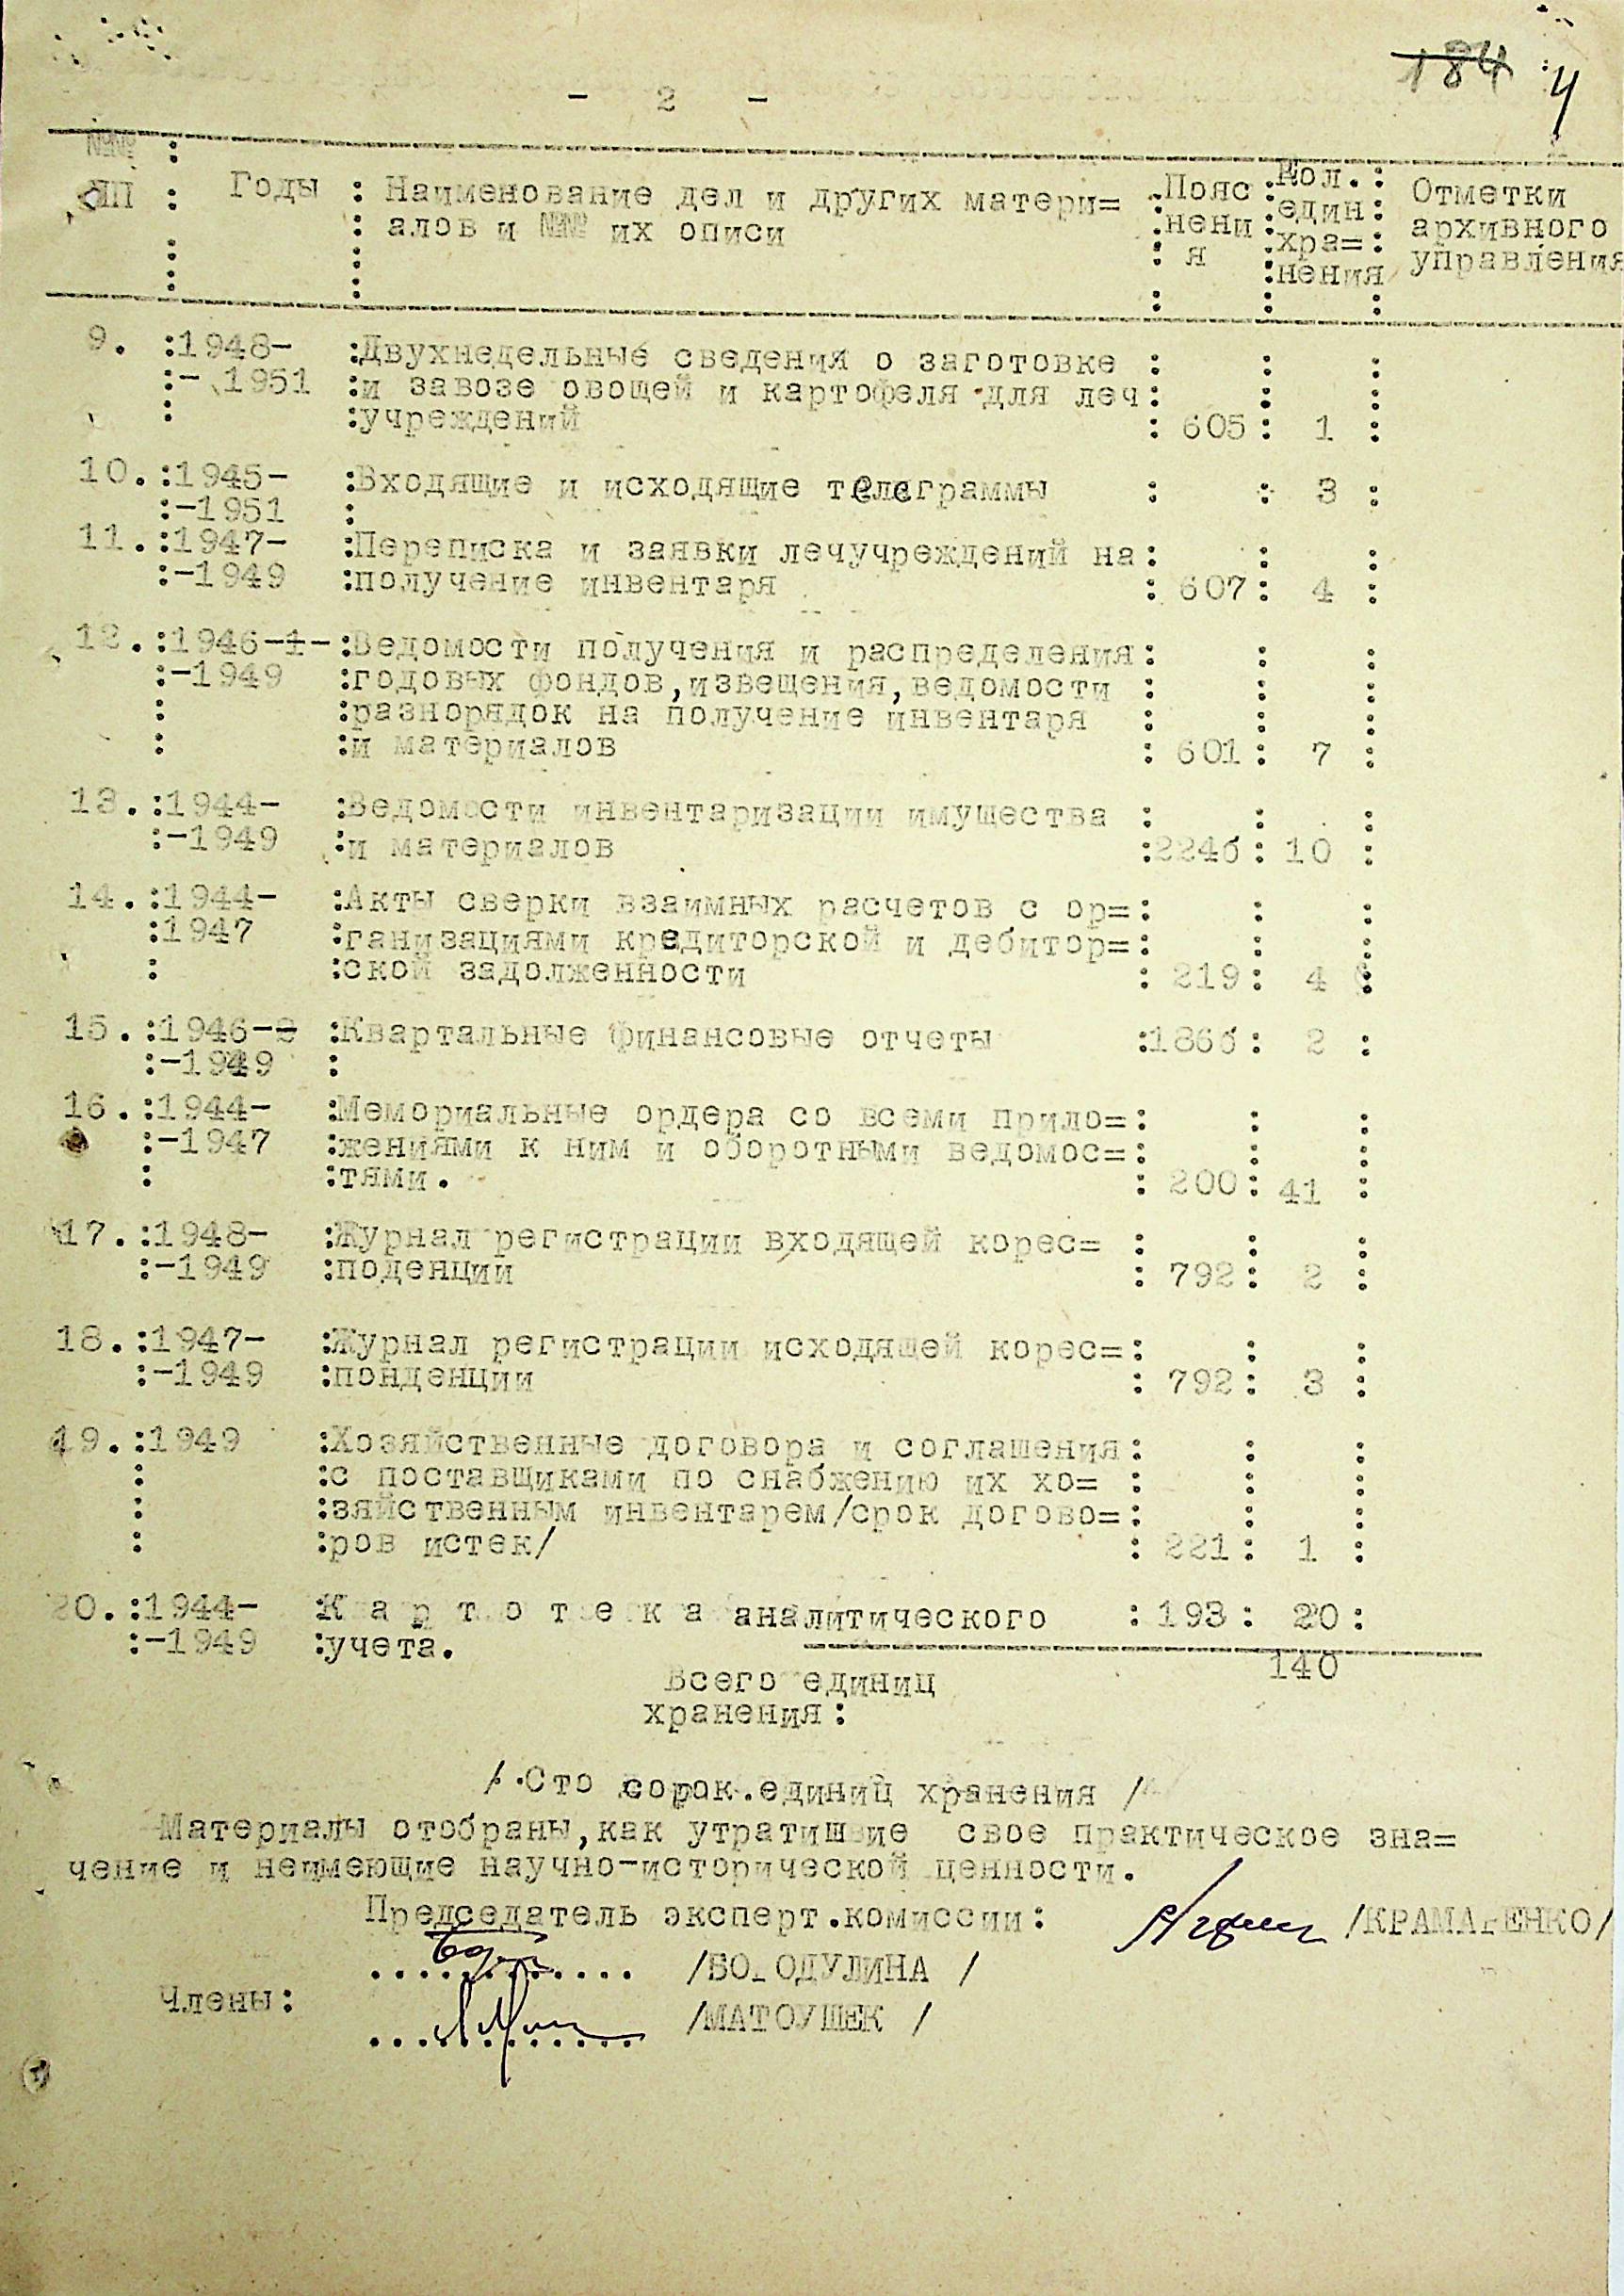 184 4
- 2 -
№№ : Годы : Наименование дел и других матери= : Пояс : Кол. : Отметки
пп : : алов и №№ их описи : нени : един : архивного
: : : я : хра= : управления
: : : : нения
9. :1948- :Двухнедельные сведения о заготовке : : :
:- 1951 :и завозе овощей и картофеля для леч: : :
: :учреждений : 605: 1 :
10. :1945- :Входящие и исходящие телеграммы : : 3 :
:-1951 :
11. :1947- :Переписка и заявки лечучреждений на: : :
:-1949 :получение инвентаря : 607: 4 :
12. :1946-1-:Ведомости получения и распределения: : :
:-1949 :годовых фондов,извещения,ведомости : : :
: :разнорядок на получение инвентаря : : :
: :и материалов : 601: 7 :
13. :1944- :Ведомости инвентаризации имущества : : :
:-1949 :и материалов :224б: 10 :
14. :1944- :Акты сверки взаимных расчетов с ор=: : :
:1947 :ганизациями кредиторской и дебитор=: : :
: :ской задолженности : 219: 4 :
15. :1946-2 :Квартальные финансовые отчеты :186б: 2 :
:-1949 :
16. :1944- :Мемориальные ордера со всеми прило=: : :
:-1947 :жениями к ним и оборотными ведомос=: : :
: :тями. : 200: 41 :
17. :1948- :Журнал регистрации входящей корес= : : :
:-1949 :поденции : 792: 2 :
18. :1947- :Журнал регистрации исходящей корес=: : :
:-1949 :понденции : 792: 3 :
19. :1949 :Хозяйственные договора и соглашения: : :
: :с поставщиками по снабжению их хо= : : :
: :зяйственным инвентарем/срок догово=: : :
: :ров истек/ : 221: 1 :
20. :1944- :К а р т о т е к а аналитического :193 : 20 :
:-1949 :учета.
Всего единиц 140
хранения:
/ Сто сорок.единиц хранения /
Материалы отобраны,как утратившие свое практическое зна=
чение и неимеющие научно-исторической ценности.
Председатель эксперт.комиссии: /КРАМАРЕНКО/
............ /БОРОДУЛИНА /
Члены:
............ /МАТОУШЕК /